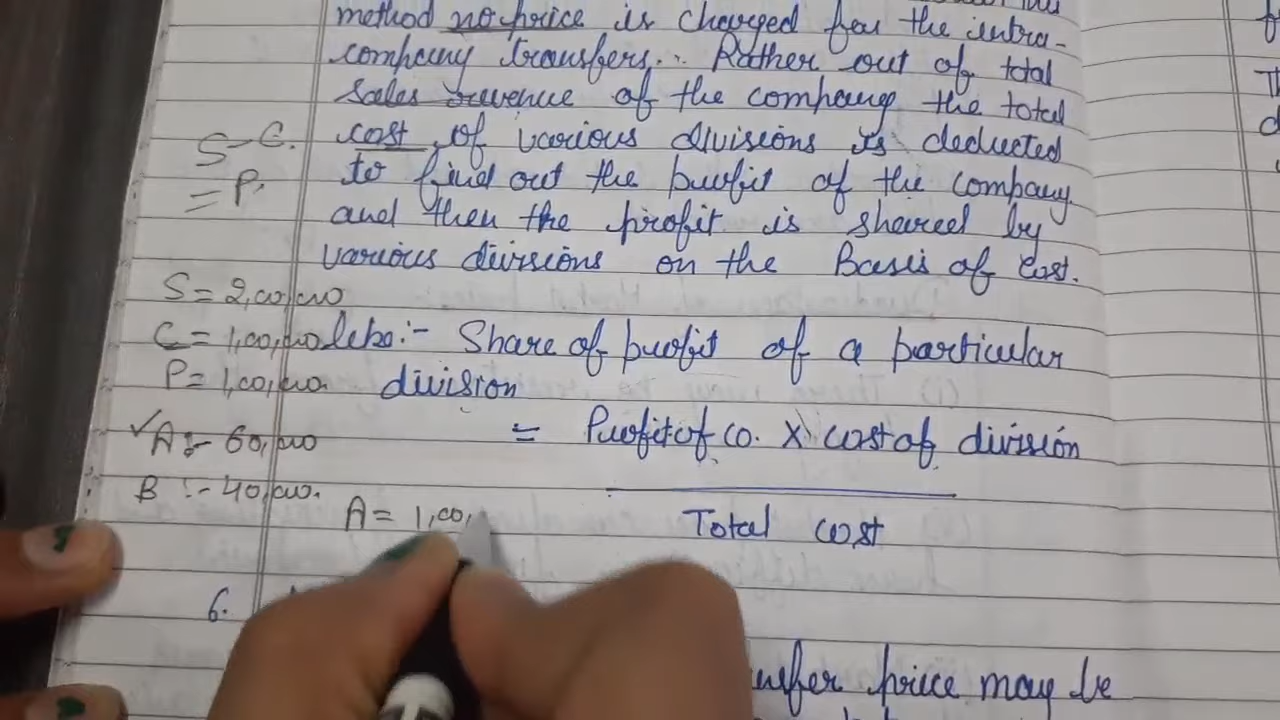 method no price is charged for the intra-
company transfers. Rather out of total
Sales revenue of the company the total
cost of various divisions is deducted
to find out the profit of the company
and then the profit is shared by
various divisions on the Basis of cost.
S - C.
= P.
S = 2,00,000
C = 1,00,000
P = 1,00,000.
✓A :- 60,000
B :- 40,000.
Share of profit of a particular
division
= Profit of co. X cost of division
Total cost
A = 1,00,
6.
price may be